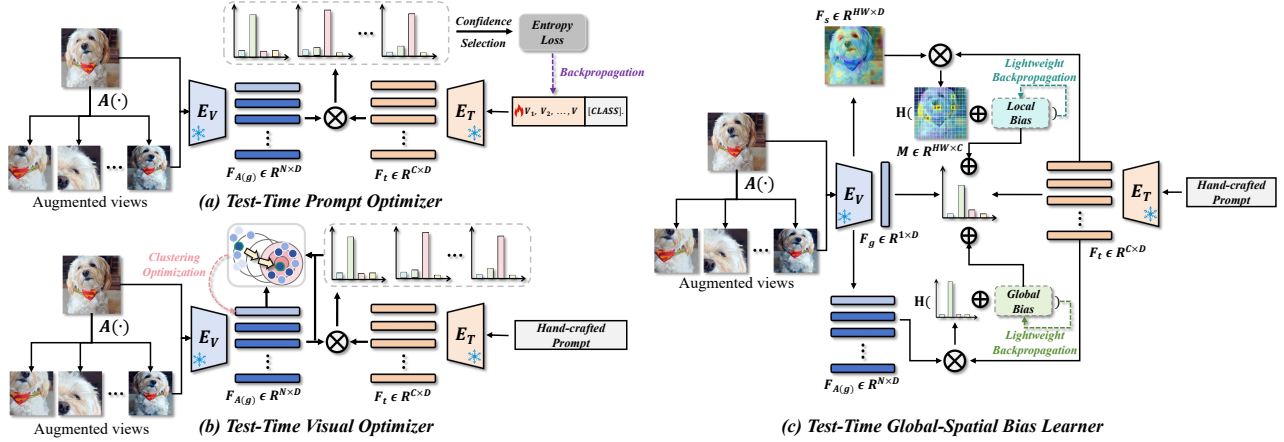 A(·)
Augmented views
E_V
F_{A(g)} ∈ R^{N×D}
Confidence
Selection
Entropy
Loss
Backpropagation
V_1, V_2, ..., V
[CLASS].
E_T
F_t ∈ R^{C×D}
(a) Test-Time Prompt Optimizer
A(·)
Augmented views
Clustering
Optimization
E_V
F_{A(g)} ∈ R^{N×D}
E_T
F_t ∈ R^{C×D}
Hand-crafted
Prompt
(b) Test-Time Visual Optimizer
F_s ∈ R^{HW×D}
Lightweight
Backpropagation
H(
Local
Bias
)
M ∈ R^{HW×C}
A(·)
Augmented views
E_V
F_g ∈ R^{1×D}
E_T
Hand-crafted
Prompt
F_t ∈ R^{C×D}
H(
Global
Bias
)
Lightweight
Backpropagation
F_{A(g)} ∈ R^{N×D}
(c) Test-Time Global-Spatial Bias Learner